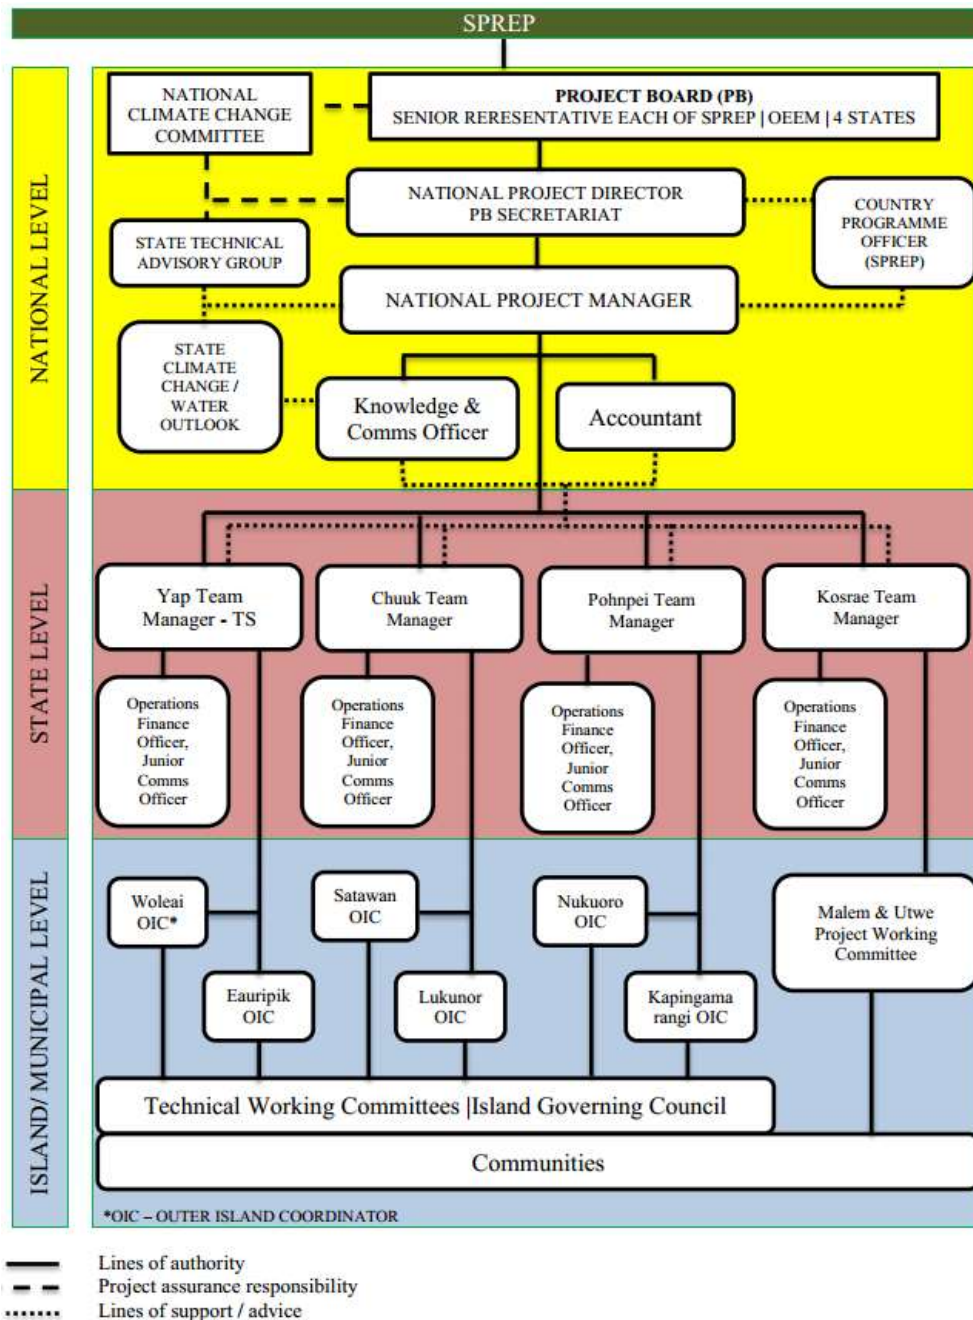 SPREP
NATIONAL LEVEL
NATIONAL
CLIMATE CHANGE
COMMITTEE
PROJECT BOARD (PB)
SENIOR RERESENTATIVE EACH OF SPREP | OEEM | 4 STATES
NATIONAL PROJECT DIRECTOR
PB SECRETARIAT
COUNTRY
PROGRAMME
OFFICER
(SPREP)
STATE TECHNICAL
ADVISORY GROUP
NATIONAL PROJECT MANAGER
STATE
CLIMATE
CHANGE /
WATER
OUTLOOK
Knowledge &
Comms Officer
Accountant
STATE LEVEL
Yap Team
Manager - TS
Chuuk Team
Manager
Pohnpei Team
Manager
Kosrae Team
Manager
Operations
Finance
Officer,
Junior
Comms
Officer
Operations
Finance
Officer,
Junior
Comms
Officer
Operations
Finance
Officer,
Junior
Comms
Officer
Operations
Finance
Officer,
Junior
Comms
Officer
ISLAND/ MUNICIPAL LEVEL
Woleai
OIC*
Satawan
OIC
Nukuoro
OIC
Malem & Utwe
Project Working
Committee
Eauripik
OIC
Lukunor
OIC
Kapingama
rangi OIC
Technical Working Committees |Island Governing Council
Communities
*OIC – OUTER ISLAND COORDINATOR
Lines of authority
Project assurance responsibility
Lines of support / advice